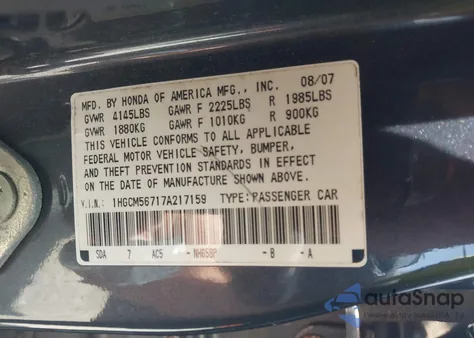 MFD. BY HONDA OF AMERICA MFG., INC. 08/07
GVWR 4145LBS GAWR F 2225LBS R 1985LBS
GVWR 1880KG GAWR F 1010KG R 900KG
THIS VEHICLE CONFORMS TO ALL APPLICABLE
FEDERAL MOTOR VEHICLE SAFETY, BUMPER,
AND THEFT PREVENTION STANDARDS IN EFFECT
ON THE DATE OF MANUFACTURE SHOWN ABOVE.
V.I.N: 1HGCM56717A217159 TYPE: PASSENGER CAR
SDA 7 AC5 - NH658P -B -A
autoSnap